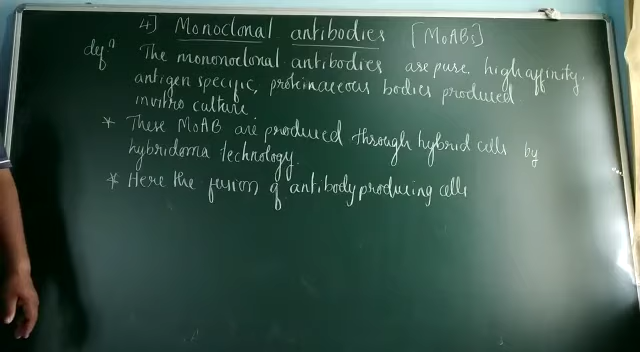 4] Monoclonal antibodies [MoABs]
defⁿ The mononoclonal antibodies are pure, high affinity,
antigen specific, proteinaceous bodies produced
invitro culture
* These MoAB are produced through hybrid cells by
hybridoma technology.
* Here the fusion of antibody producing cells